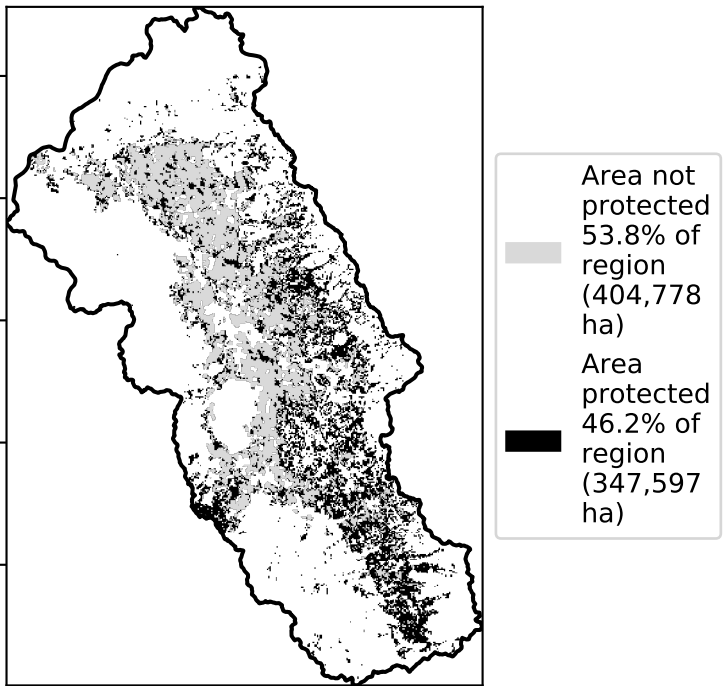 Area not
protected
53.8% of
region
(404,778
ha)
Area
protected
46.2% of
region
(347,597
ha)